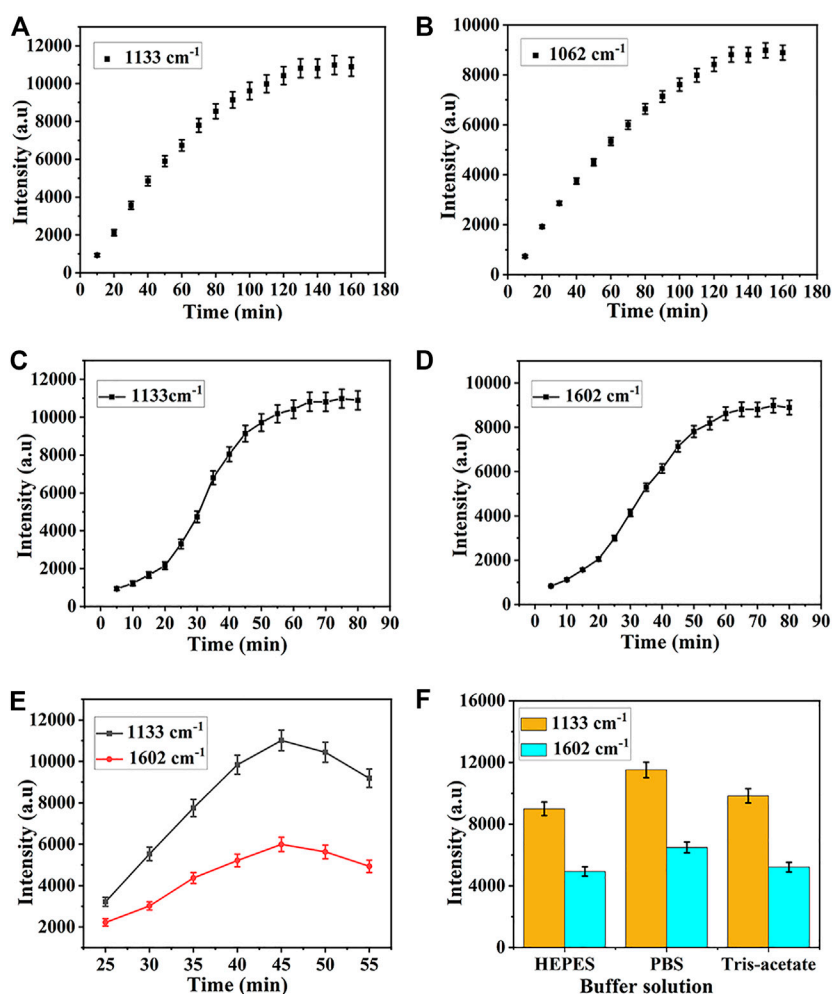 A
1133 cm⁻¹
12000
10000
8000
6000
4000
2000
0
Intensity (a.u)
0 20 40 60 80 100 120 140 160 180
Time (min)
B
1062 cm⁻¹
10000
8000
6000
4000
2000
0
Intensity (a.u)
0 20 40 60 80 100 120 140 160 180
Time (min)
C
1133cm⁻¹
12000
10000
8000
6000
4000
2000
0
Intensity (a.u)
0 10 20 30 40 50 60 70 80 90
Time (min)
D
1602 cm⁻¹
10000
8000
6000
4000
2000
0
Intensity (a.u)
0 10 20 30 40 50 60 70 80 90
Time (min)
E
1133 cm⁻¹
1602 cm⁻¹
12000
10000
8000
6000
4000
2000
Intensity (a.u)
25 30 35 40 45 50 55
Time (min)
F
1133 cm⁻¹
1602 cm⁻¹
16000
12000
8000
4000
0
Intensity (a.u)
HEPES PBS Tris-acetate
Buffer solution